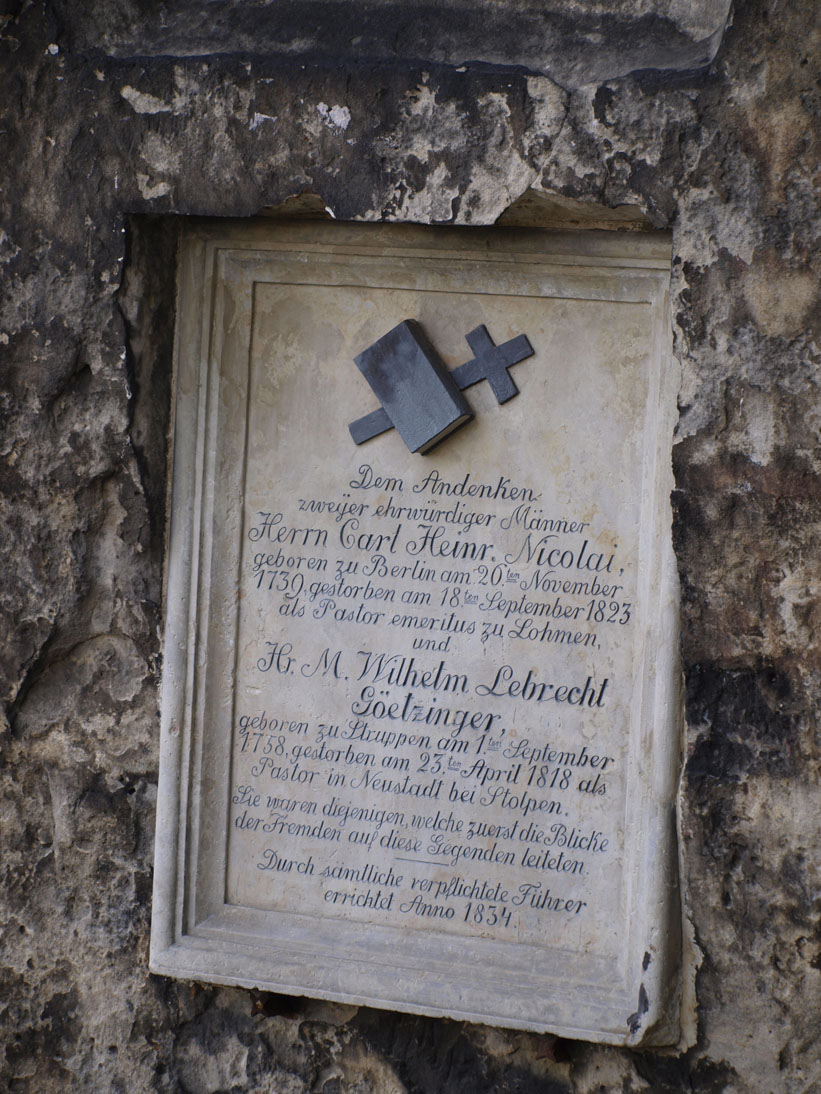 Dem Andenken
zweÿer ehrwürdiger Männer
Herrn Carl Heinr. Nicolai,
geboren zu Berlin am 20.ten November
1739, gestorben am 18.ten September 1823
als Pastor emeritus zu Lohmen,
und
Hr. M. Wilhelm Lebrecht
Göetzinger,
geboren zu Struppen am 1.ten September
1758, gestorben am 23.ten April 1818 als
Pastor in Neustadt bei Stolpen.
Sie waren diejenigen, welche zuerst die Blicke
der Fremden auf diese Gegenden leiteten.
Durch sämtliche verpflichtete Führer
errichtet Anno 1834.